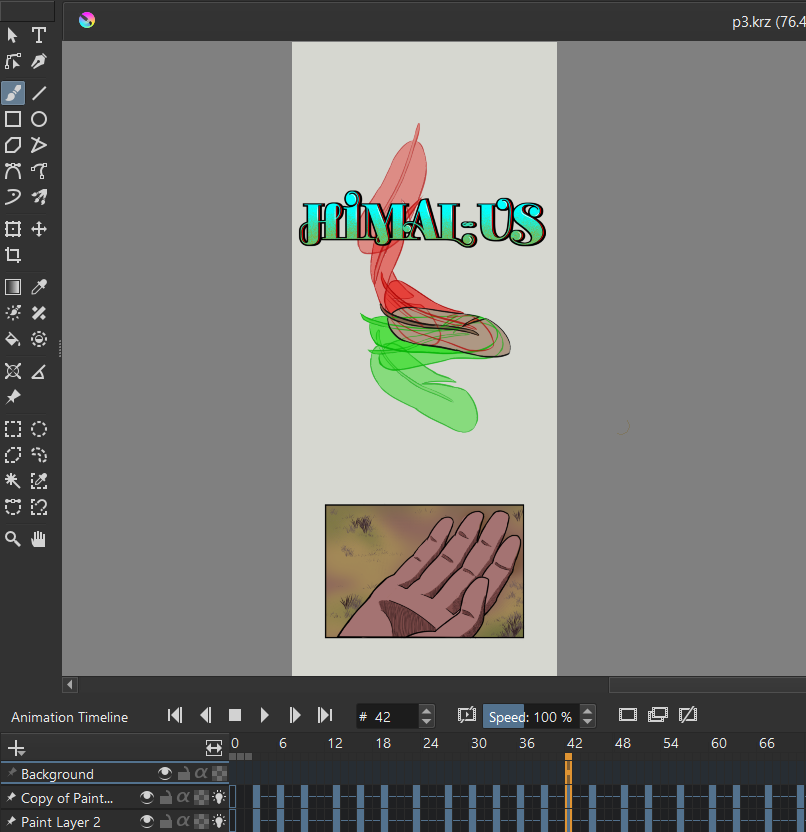 p3.krz (76.4
HIMAL-US
Animation Timeline
# 42
Speed: 100 %
0 6 12 18 24 30 36 42 48 54 60 66
Background
Copy of Paint...
Paint Layer 2